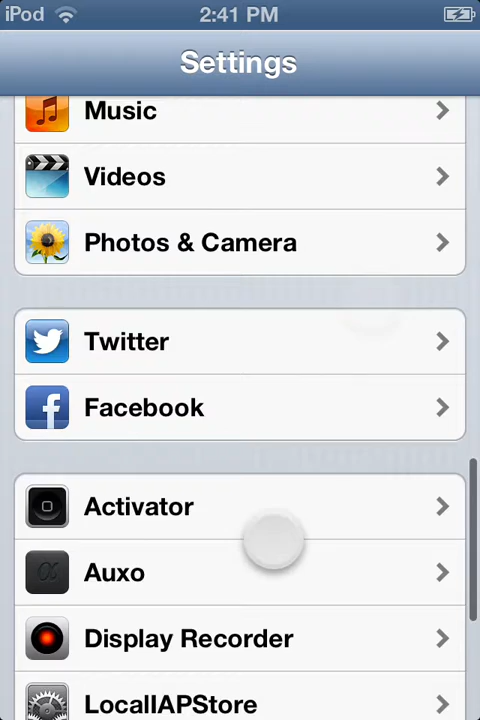 iPod 2:41 PM
Settings
Music
Videos
Photos & Camera
Twitter
Facebook
Activator
Auxo
Display Recorder
LocalIAPStore